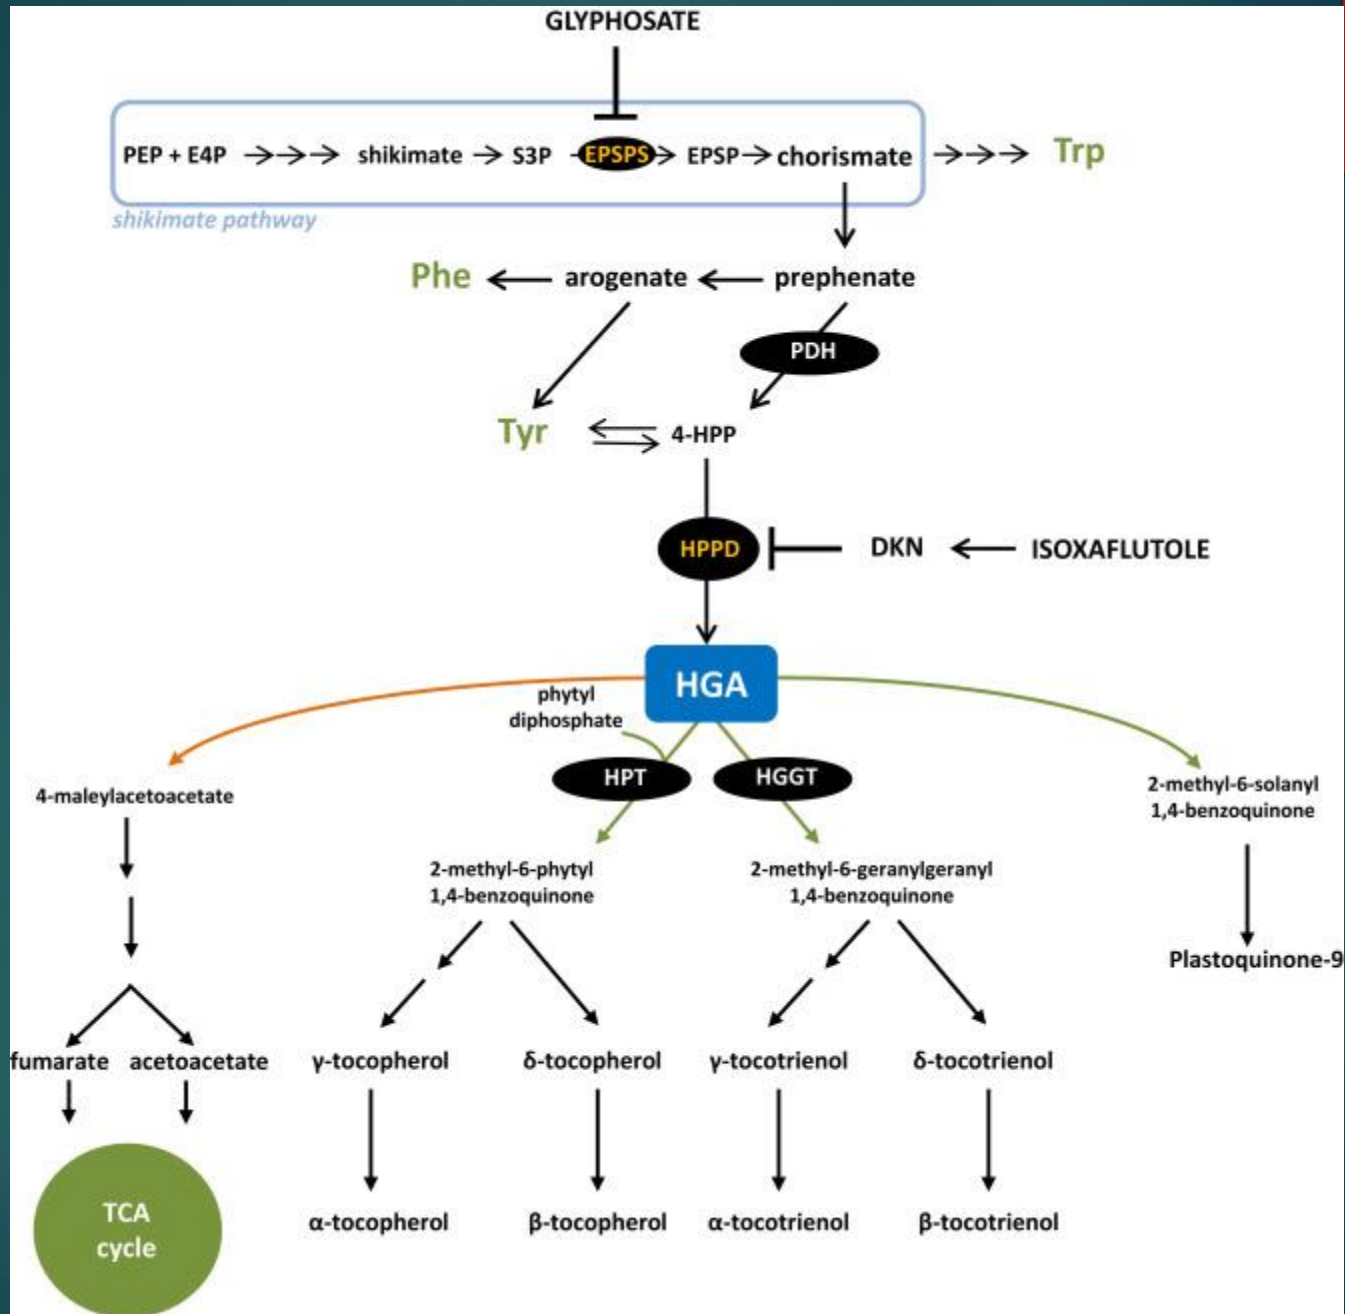 GLYPHOSATE
PEP + E4P shikimate S3P EPSPS EPSP chorismate Trp
shikimate pathway
Phe arogenate prephenate
PDH
Tyr 4-HPP
HPPD DKN ISOXAFLUTOLE
HGA
phytyl
diphosphate
HPT HGGT
4-maleylacetoacetate
2-methyl-6-solanyl
1,4-benzoquinone
2-methyl-6-phytyl
1,4-benzoquinone
2-methyl-6-geranylgeranyl
1,4-benzoquinone
Plastoquinone-9
fumarate acetoacetate γ-tocopherol δ-tocopherol γ-tocotrienol δ-tocotrienol
TCA
cycle
α-tocopherol β-tocopherol α-tocotrienol β-tocotrienol